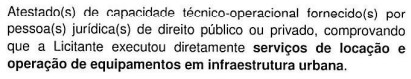 Atestado(s) de capacidade técnico-operacional fornecido(s) por
pessoa(s) jurídica(s) de direito público ou privado, comprovando
que a Licitante executou diretamente serviços de locação e
operação de equipamentos em infraestrutura urbana.